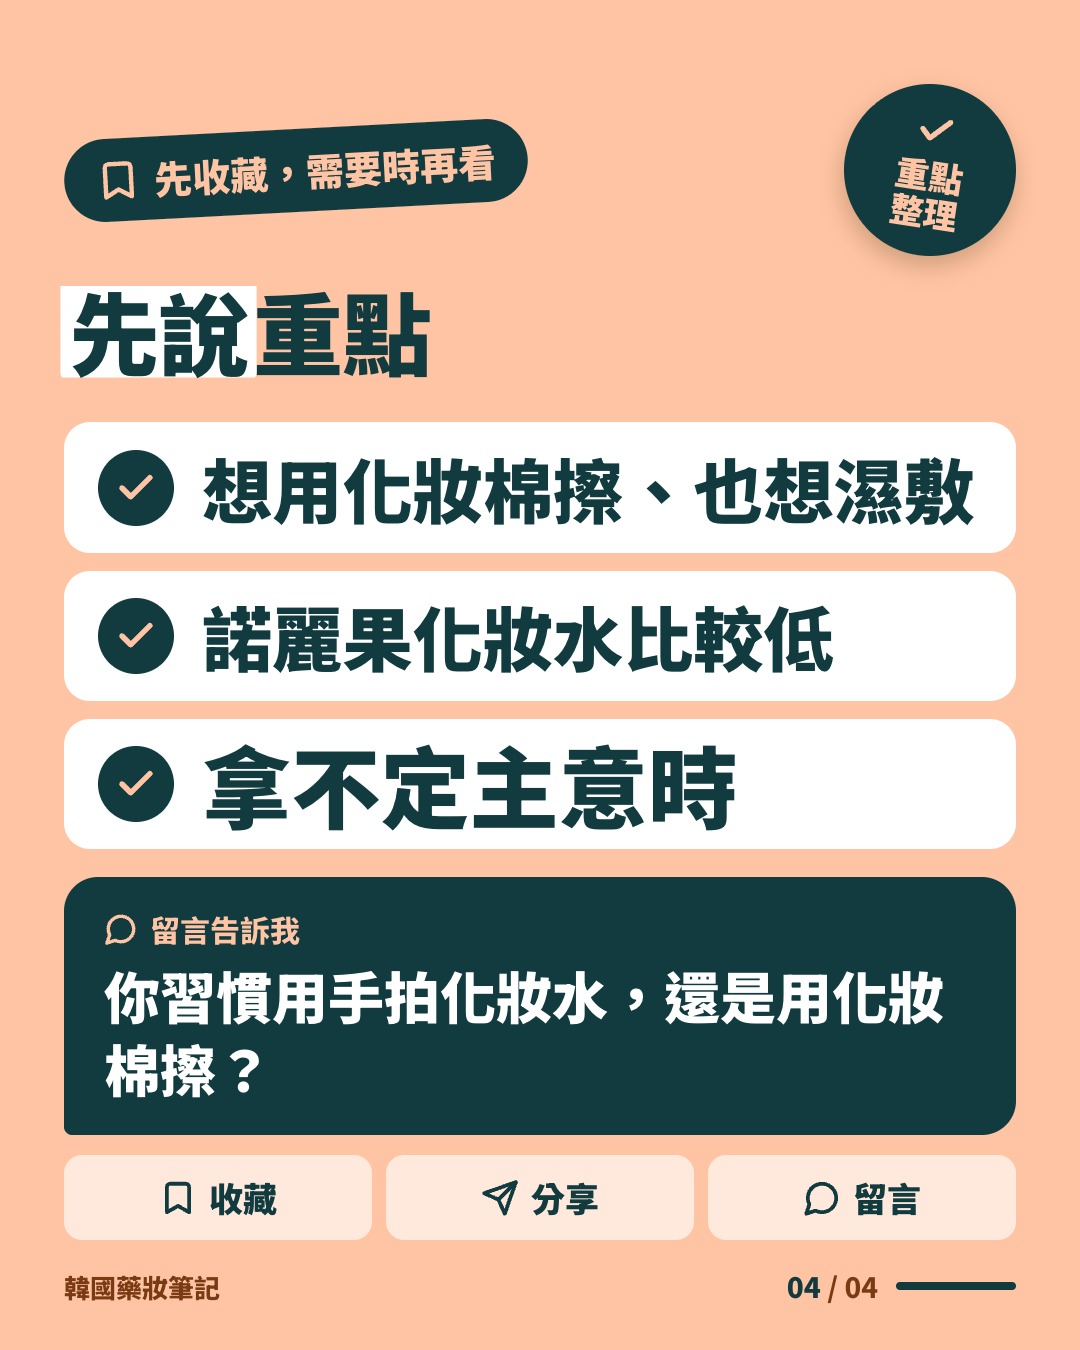 先收藏，需要時再看
重點
整理
先說重點
想用化妝棉擦、也想濕敷
諾麗果化妝水比較低
拿不定主意時
留言告訴我
你習慣用手拍化妝水，還是用化妝
棉擦？
收藏
分享
留言
韓國藥妝筆記
04 / 04